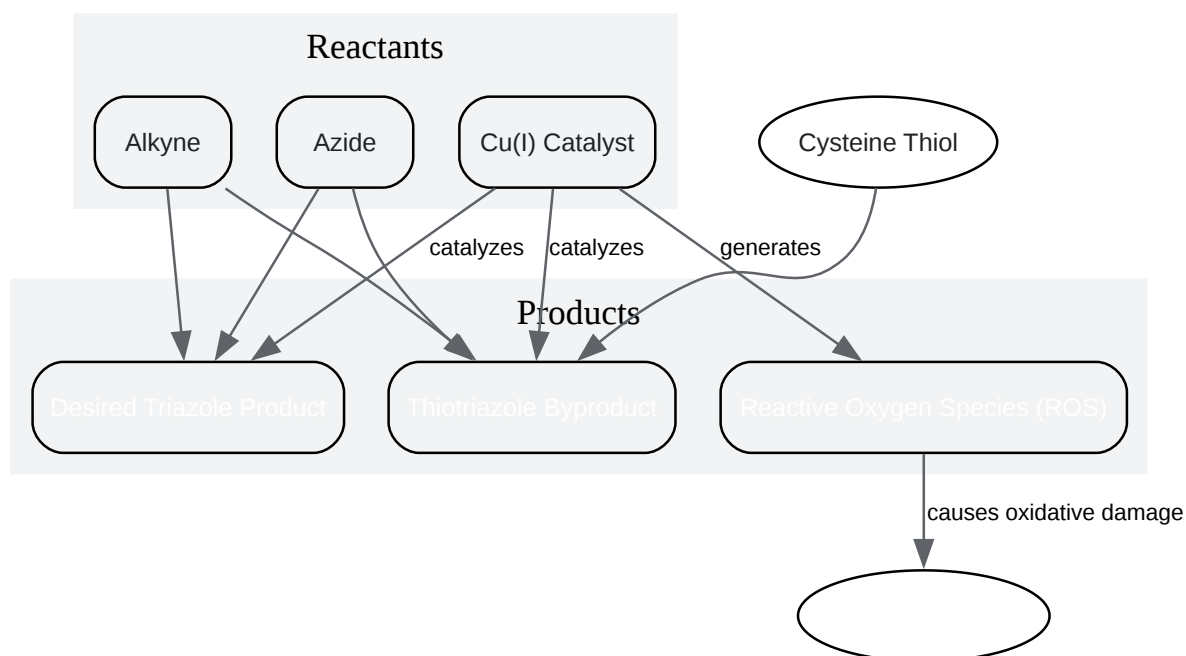 Reactants
Alkyne
Azide
Cu(I) Catalyst
Cysteine Thiol
catalyzes
catalyzes
generates
Products
Desired Triazole Product
Thiotriazole Byproduct
Reactive Oxygen Species (ROS)
causes oxidative damage